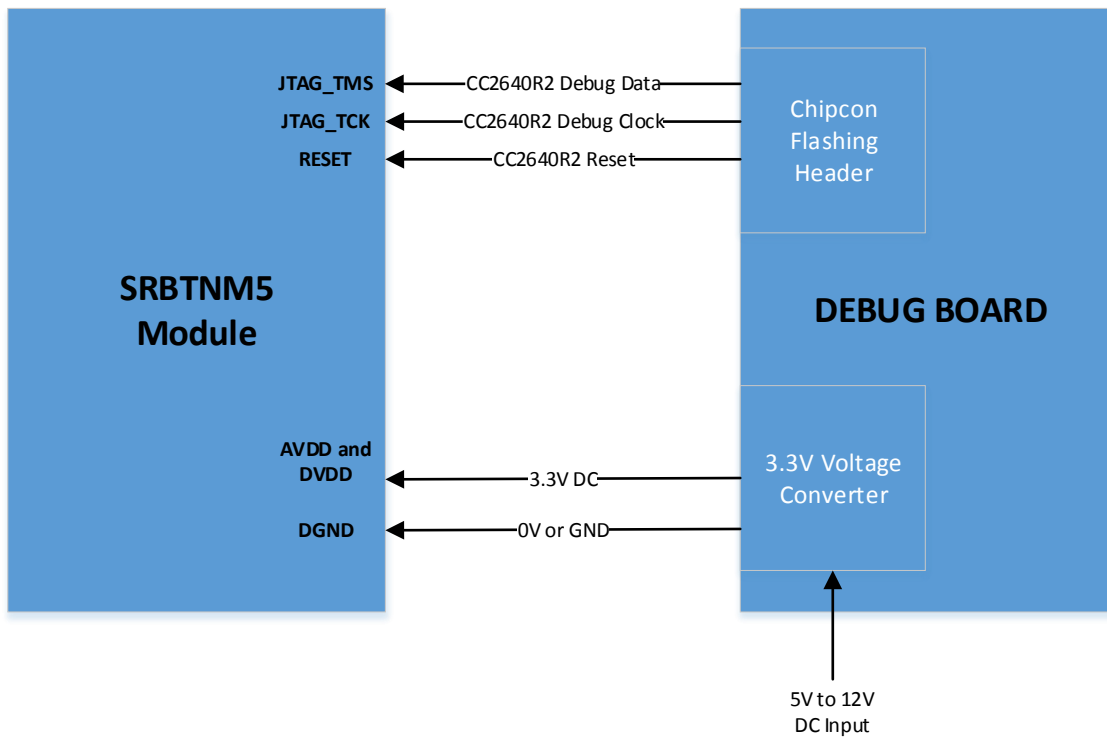 JTAG_TMS
CC2640R2 Debug Data
JTAG_TCK
CC2640R2 Debug Clock
RESET
CC2640R2 Reset
Chipcon
Flashing
Header
SRBTNM5
Module
DEBUG BOARD
AVDD and
DVDD
3.3V DC
DGND
0V or GND
3.3V Voltage
Converter
5V to 12V
DC Input